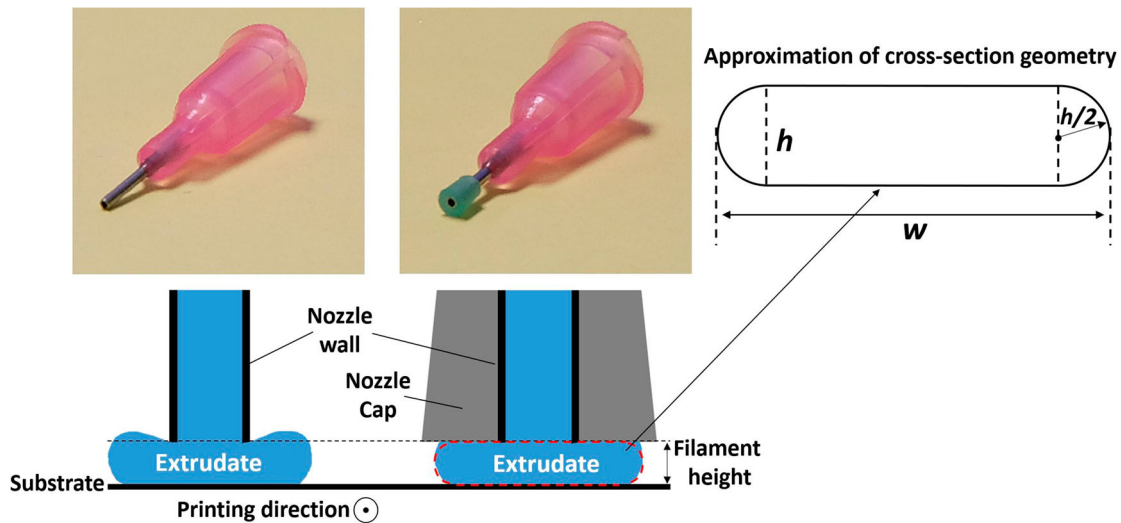 Approximation of cross-section geometry
h/2
h
w
Nozzle
wall
Nozzle
Cap
Extrudate
Extrudate
Filament
height
Substrate
Printing direction